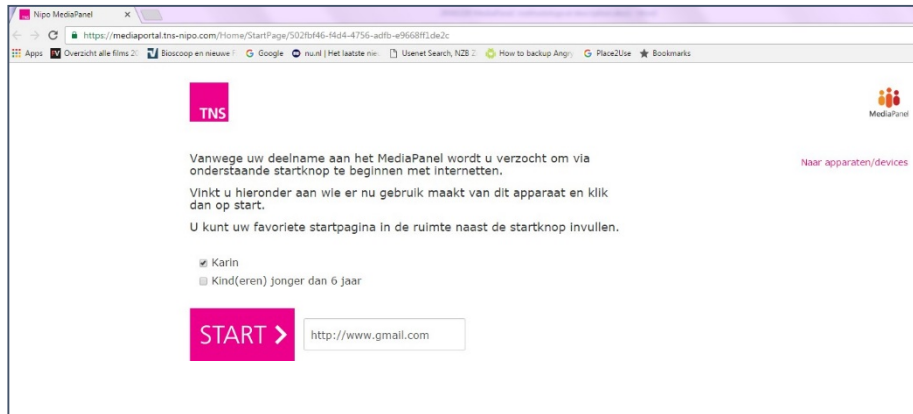 Nipo MediaPanel
https://mediaportal.tns-nipo.com/Home/StartPage/502fbf46-f4d4-4756-adfb-e9668ff1de2c
Apps Overzicht alle films 20 Bioscoop en nieuwe F Google nu.nl | Het laatste nie Usenet Search, NZB How to backup Angry Place2Use Bookmarks
TNS
MediaPanel
Vanwege uw deelname aan het MediaPanel wordt u verzocht om via
onderstaande startknop te beginnen met internetten.
Naar apparaten/devices
Vinkt u hieronder aan wie er nu gebruik maakt van dit apparaat en klik
dan op start.
U kunt uw favoriete startpagina in de ruimte naast de startknop invullen.
Karin
Kind(eren) jonger dan 6 jaar
START
http://www.gmail.com